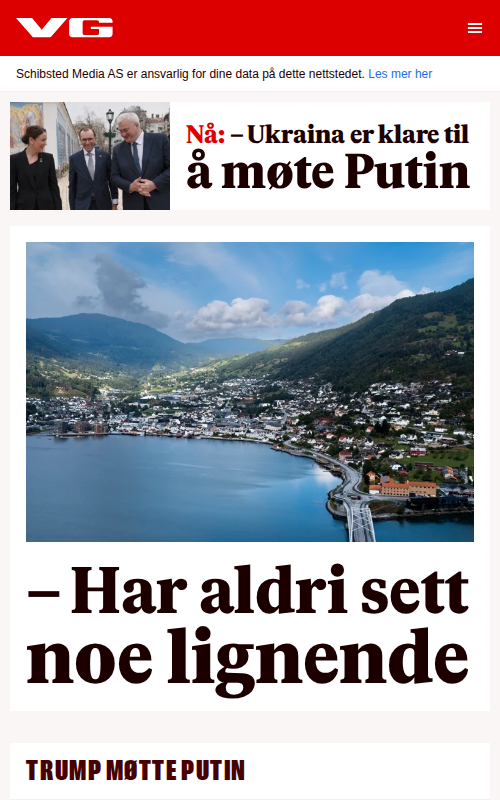 VG
Schibsted Media AS er ansvarlig for dine data på dette nettstedet. Les mer her
Nå: – Ukraina er klare til
å møte Putin
– Har aldri sett
noe lignende
TRUMP MØTTE PUTIN